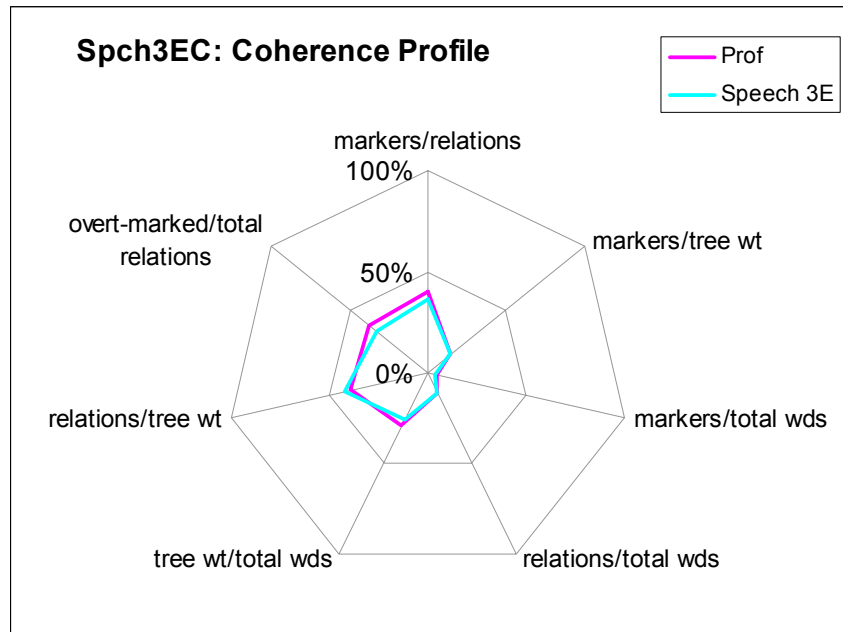 Spch3EC: Coherence Profile
Prof
Speech 3E
markers/relations
100%
overt-marked/total
relations
markers/tree wt
50%
0%
relations/tree wt
markers/total wds
tree wt/total wds
relations/total wds